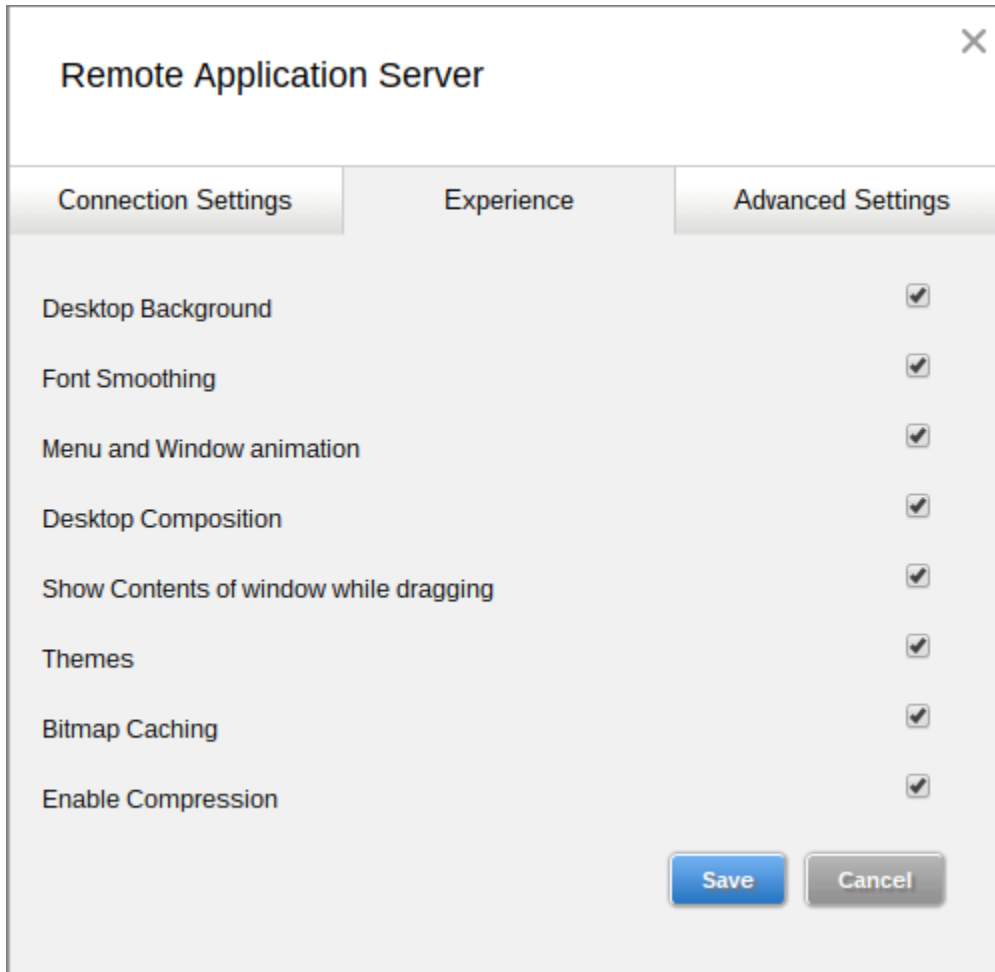 Remote Application Server
Connection Settings
Experience
Advanced Settings
Desktop Background
Font Smoothing
Menu and Window animation
Desktop Composition
Show Contents of window while dragging
Themes
Bitmap Caching
Enable Compression
Save
Cancel